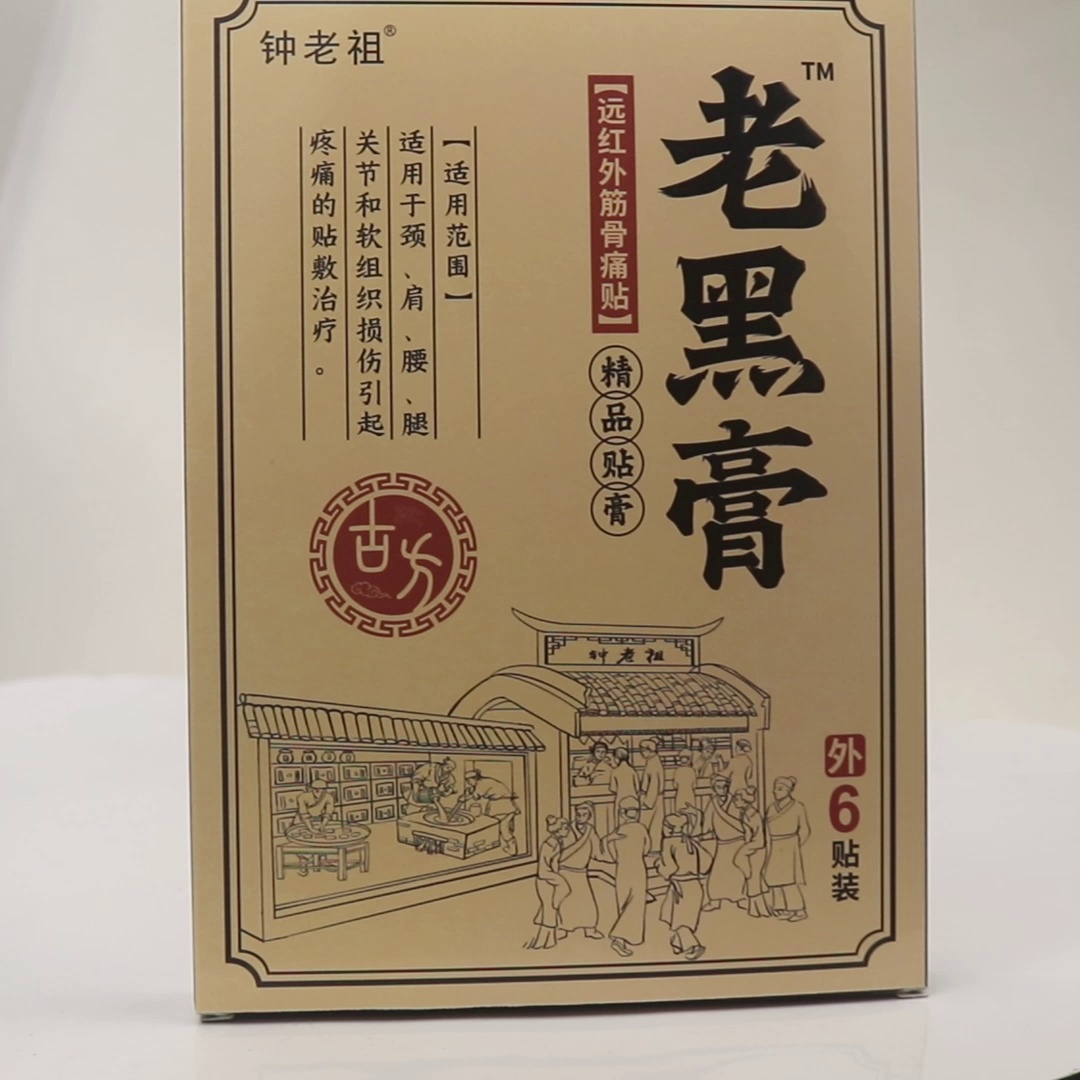 钟老祖®
老黑膏™
【远红外筋骨痛贴】
精品贴膏
【适用范围】
适用于颈、肩、腰、腿
关节和软组织损伤引起
疼痛的贴敷治疗。
古方
钟老祖
外
6
贴装